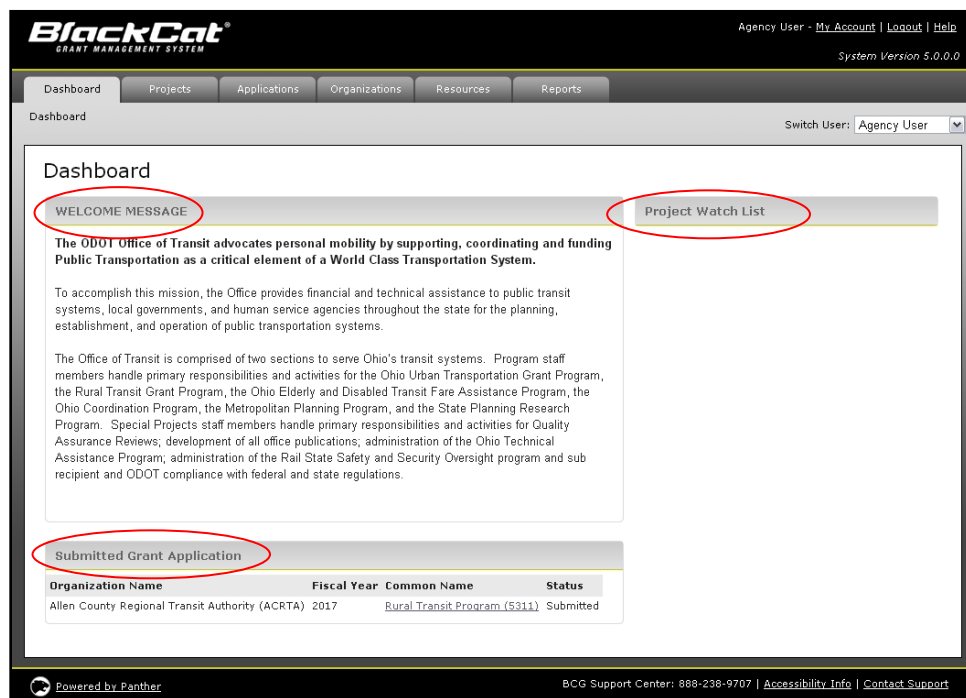 BlackCat®
GRANT MANAGEMENT SYSTEM
Agency User - My Account | Logout | Help
System Version 5.0.0.0
Dashboard Projects Applications Organizations Resources Reports
Dashboard
Switch User: Agency User
Dashboard
WELCOME MESSAGE
The ODOT Office of Transit advocates personal mobility by supporting, coordinating and funding
Public Transportation as a critical element of a World Class Transportation System.
To accomplish this mission, the Office provides financial and technical assistance to public transit
systems, local governments, and human service agencies throughout the state for the planning,
establishment, and operation of public transportation systems.
The Office of Transit is comprised of two sections to serve Ohio's transit systems. Program staff
members handle primary responsibilities and activities for the Ohio Urban Transportation Grant Program,
the Rural Transit Grant Program, the Ohio Elderly and Disabled Transit Fare Assistance Program, the
Ohio Coordination Program, the Metropolitan Planning Program, and the State Planning Research
Program. Special Projects staff members handle primary responsibilities and activities for Quality
Assurance Reviews; development of all office publications; administration of the Ohio Technical
Assistance Program; administration of the Rail State Safety and Security Oversight program and sub
recipient and ODOT compliance with federal and state regulations.
Project Watch List
Submitted Grant Application
Organization Name Fiscal Year Common Name Status
Allen County Regional Transit Authority (ACRTA) 2017 Rural Transit Program (5311) Submitted
Powered by Panther
BCG Support Center: 888-238-9707 | Accessibility Info | Contact Support